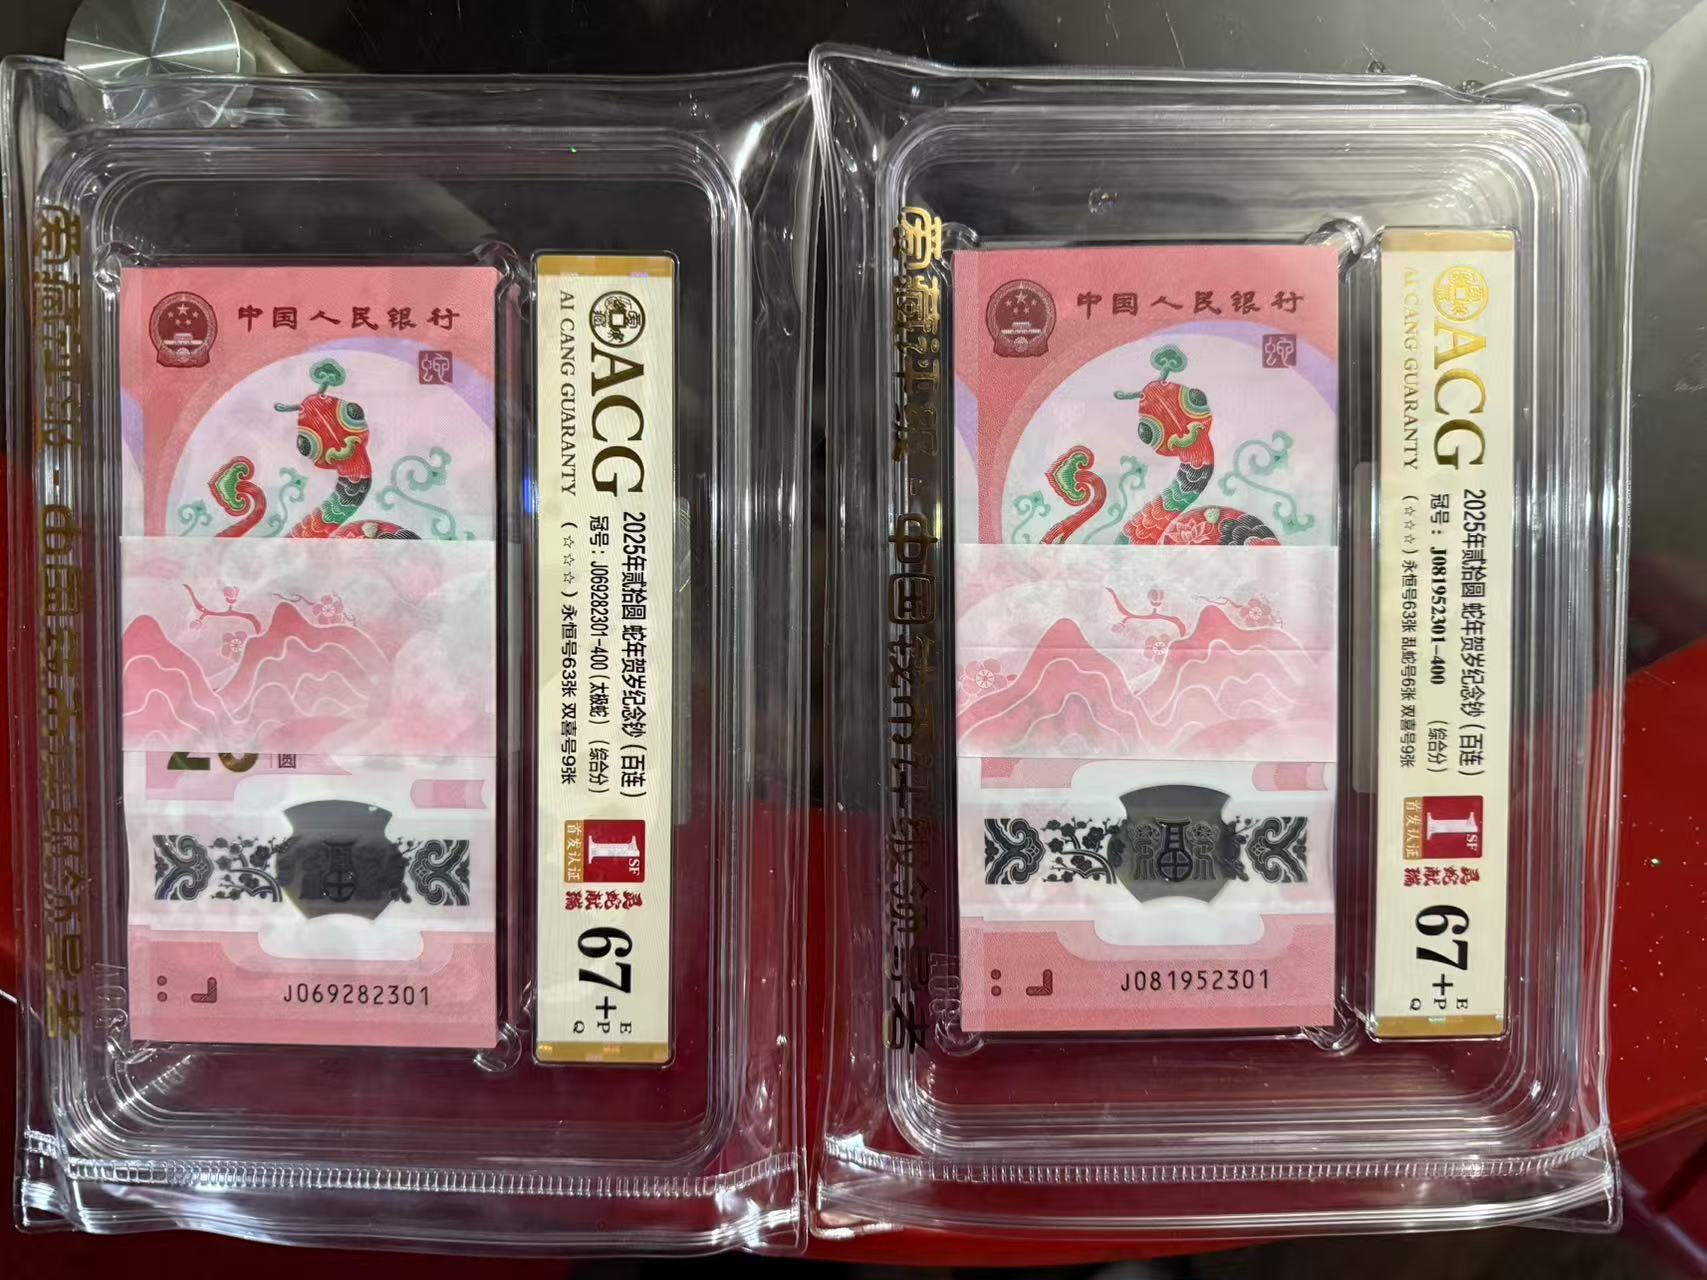 中国人民银行
蛇
圆
J069282301
ACG
AI CANG GUARANTY
2025年贰拾圆 蛇年贺岁纪念钞（百连）
冠号：J069282301-400（太极蛇）（综合分）
（☆☆☆）永恒号63张 双喜号9张
1SF
首发认证
灵蛇献瑞
67+
EPQ
中国人民银行
蛇
J081952301
ACG
AI CANG GUARANTY
2025年贰拾圆 蛇年贺岁纪念钞（百连）
冠号：J081952301-400 （综合分）
（☆☆☆）永恒号63张 乱蛇号6张 双喜号9张
1SF
首发认证
灵蛇献瑞
67+
EPQ